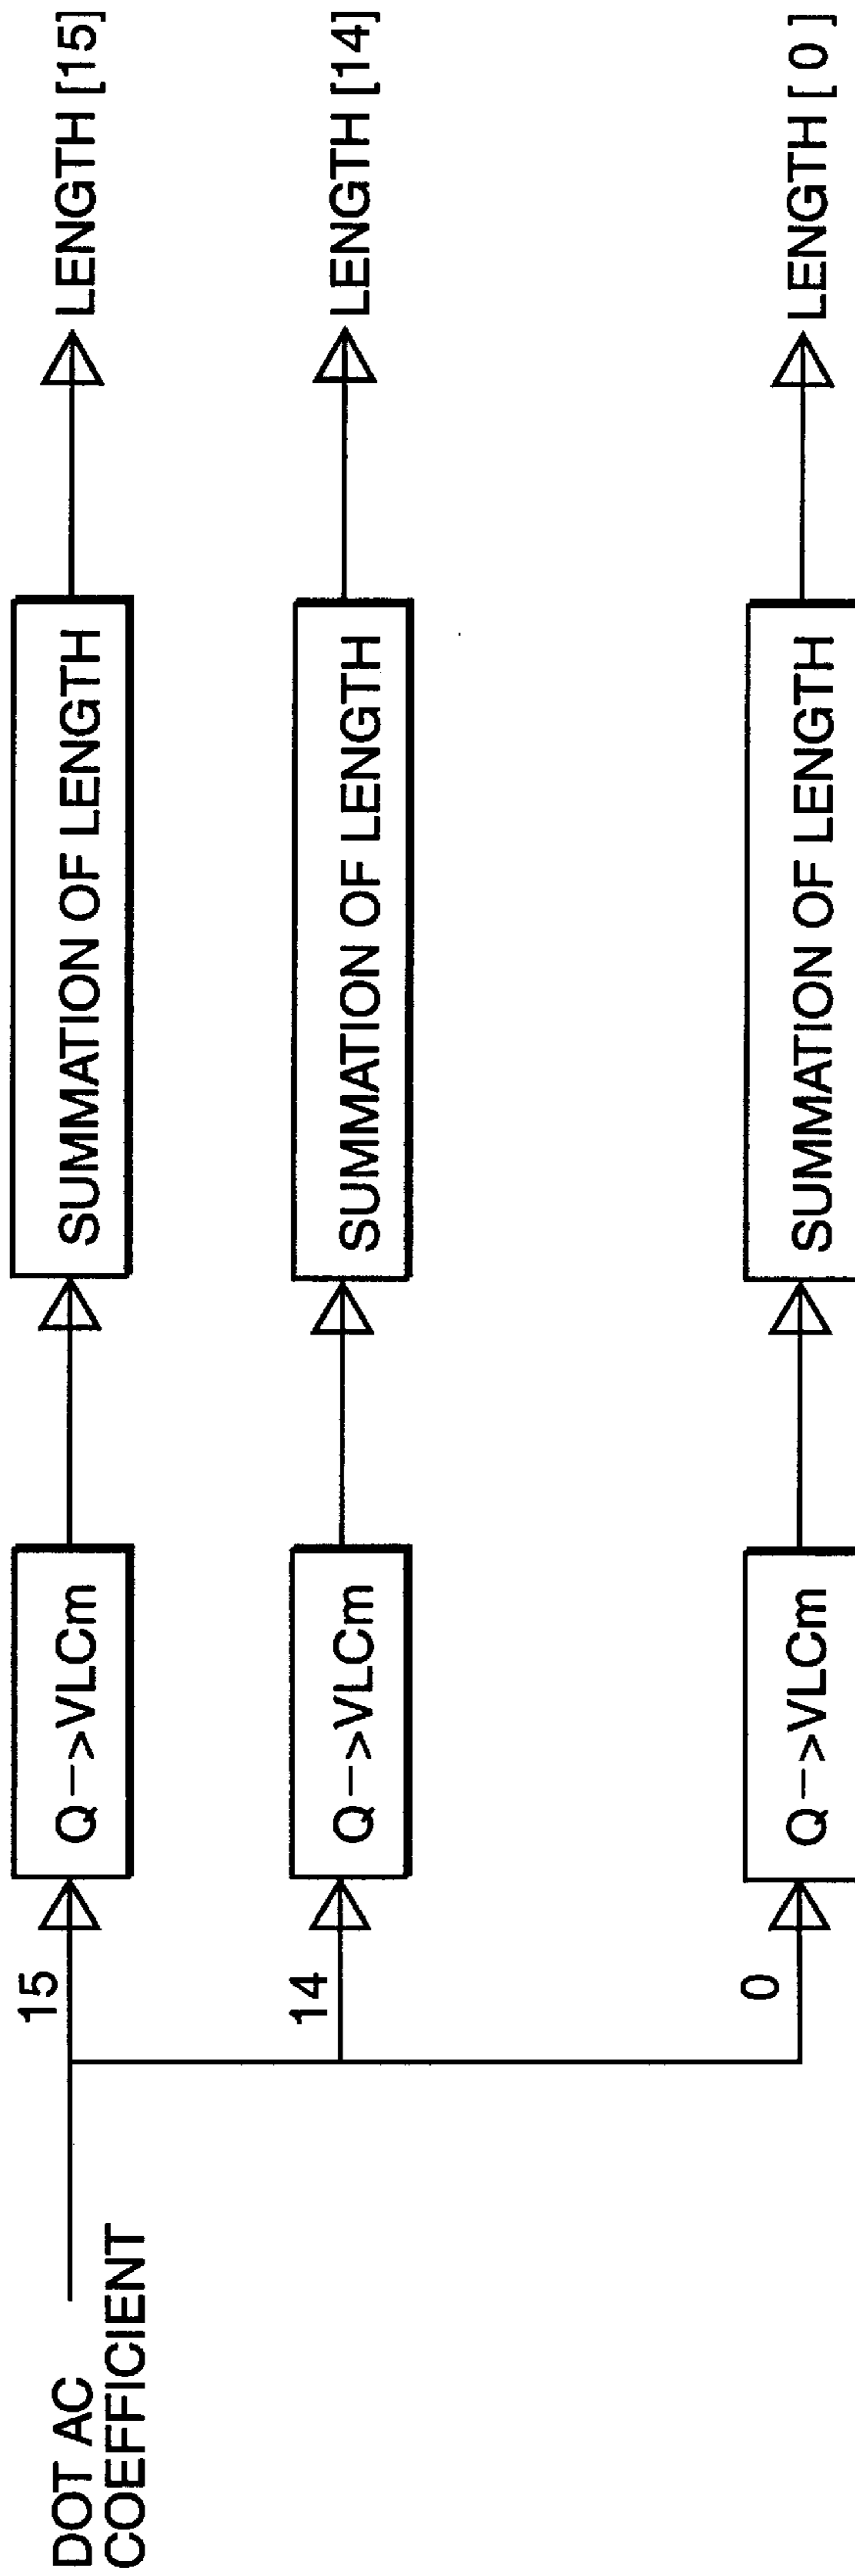 DOT AC
COEFFICIENT
15
Q->VLCm
SUMMATION OF LENGTH
LENGTH [15]
14
Q->VLCm
SUMMATION OF LENGTH
LENGTH [14]
0
Q->VLCm
SUMMATION OF LENGTH
LENGTH [ 0 ]